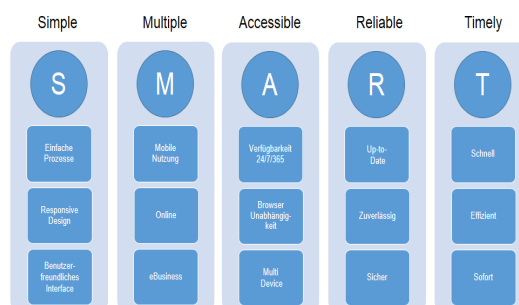 Simple
Multiple
Accessible
Reliable
Timely
S
M
A
R
T
Einfache
Prozesse
Mobile
Nutzung
Verfügbarkeit
24/7/365
Up-to-
Date
Schnell
Responsive
Design
Online
Browser
Unabhängig-
keit
Zuverlässig
Effizient
Benutzer-
freundliches
Interface
eBusiness
Multi
Device
Sicher
Sofort